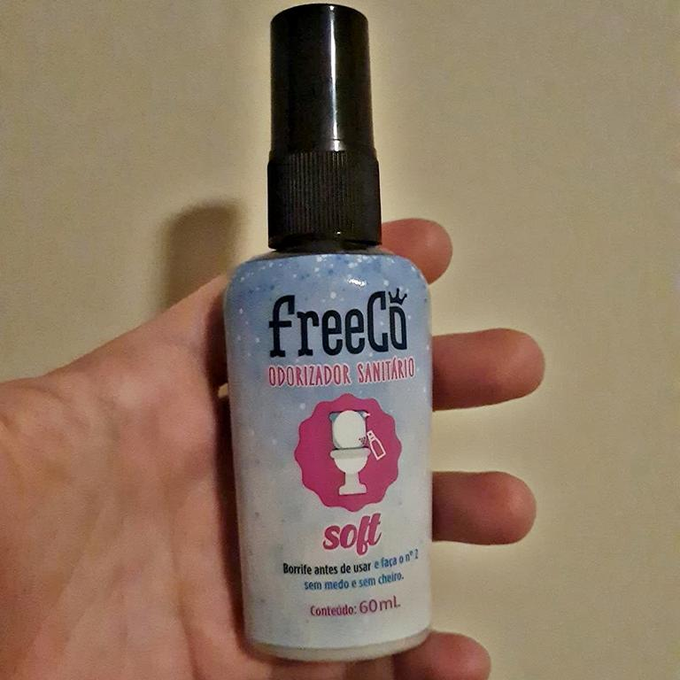 freeCô
ODORIZADOR SANITÁRIO
soft
Borrife antes de usar e faça o nº 2
sem medo e sem cheiro.
Conteúdo: 60mL